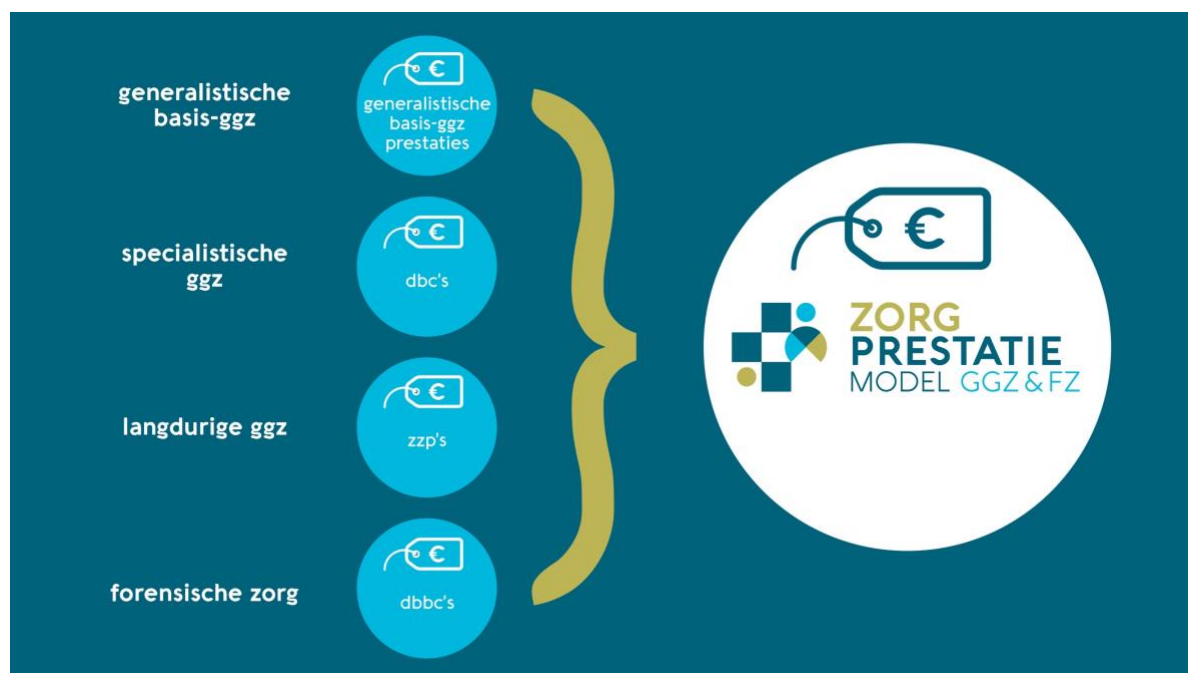 generalistische
basis-ggz
€
generalistische
basis-ggz
prestaties
specialistische
ggz
€
dbc's
langdurige ggz
€
zzp's
forensische zorg
€
dbbc's
€
ZORG
PRESTATIE
MODEL GGZ & FZ